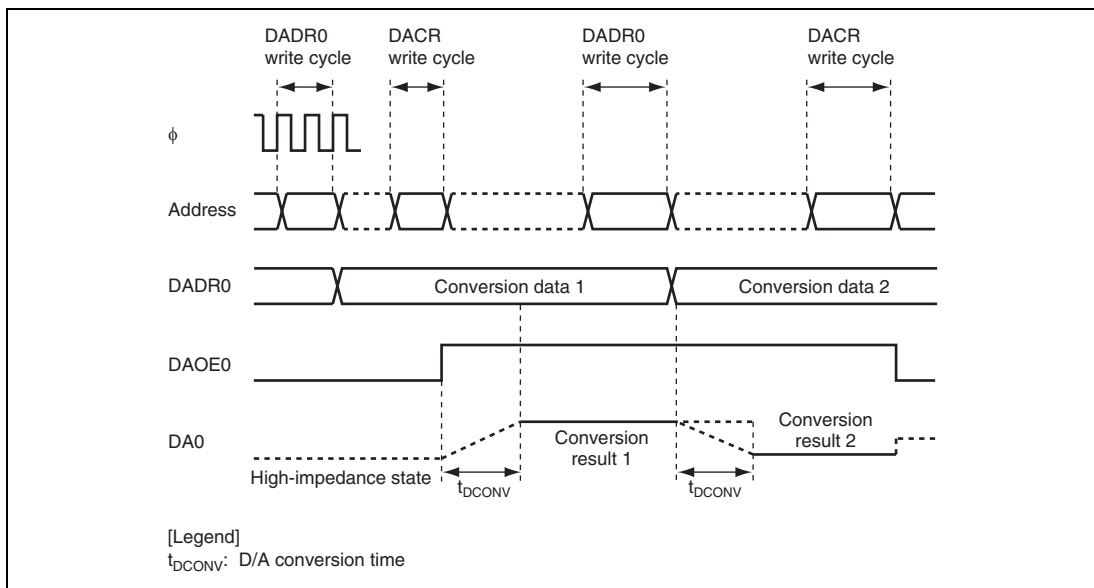 DADR0
write cycle
DACR
write cycle
DADR0
write cycle
DACR
write cycle
ϕ
Address
DADR0
Conversion data 1
Conversion data 2
DAOE0
DA0
Conversion
result 1
Conversion
result 2
High-impedance state
tDCONV
tDCONV
[Legend]
tDCONV: D/A conversion time